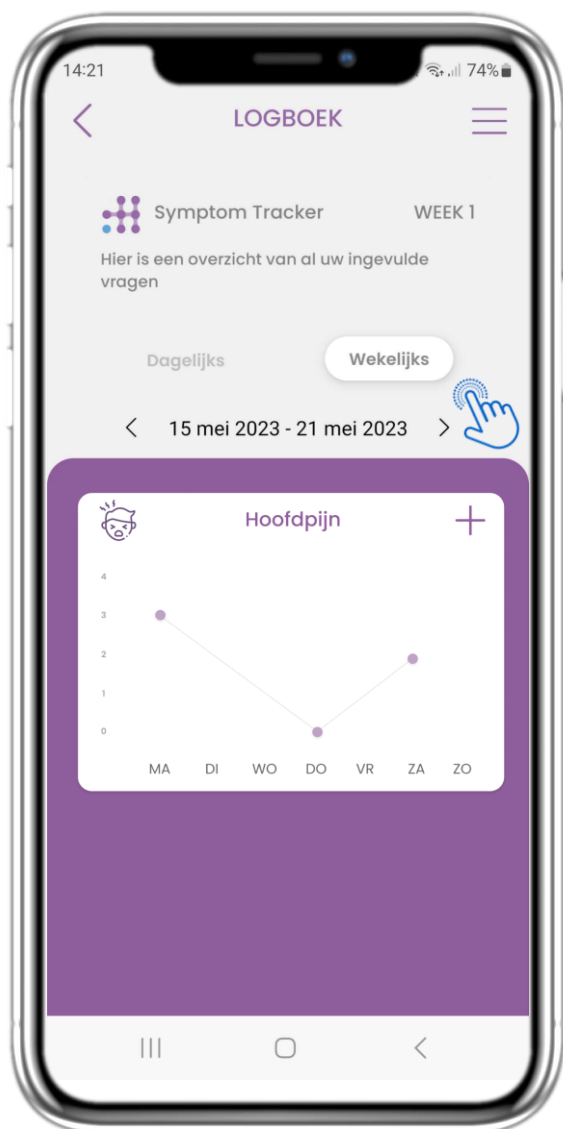 14:21
74%
LOGBOEK
Symptom Tracker WEEK 1
Hier is een overzicht van al uw ingevulde
vragen
Dagelijks Wekelijks
15 mei 2023 - 21 mei 2023
Hoofdpijn
4
3
2
1
0
MA DI WO DO VR ZA ZO